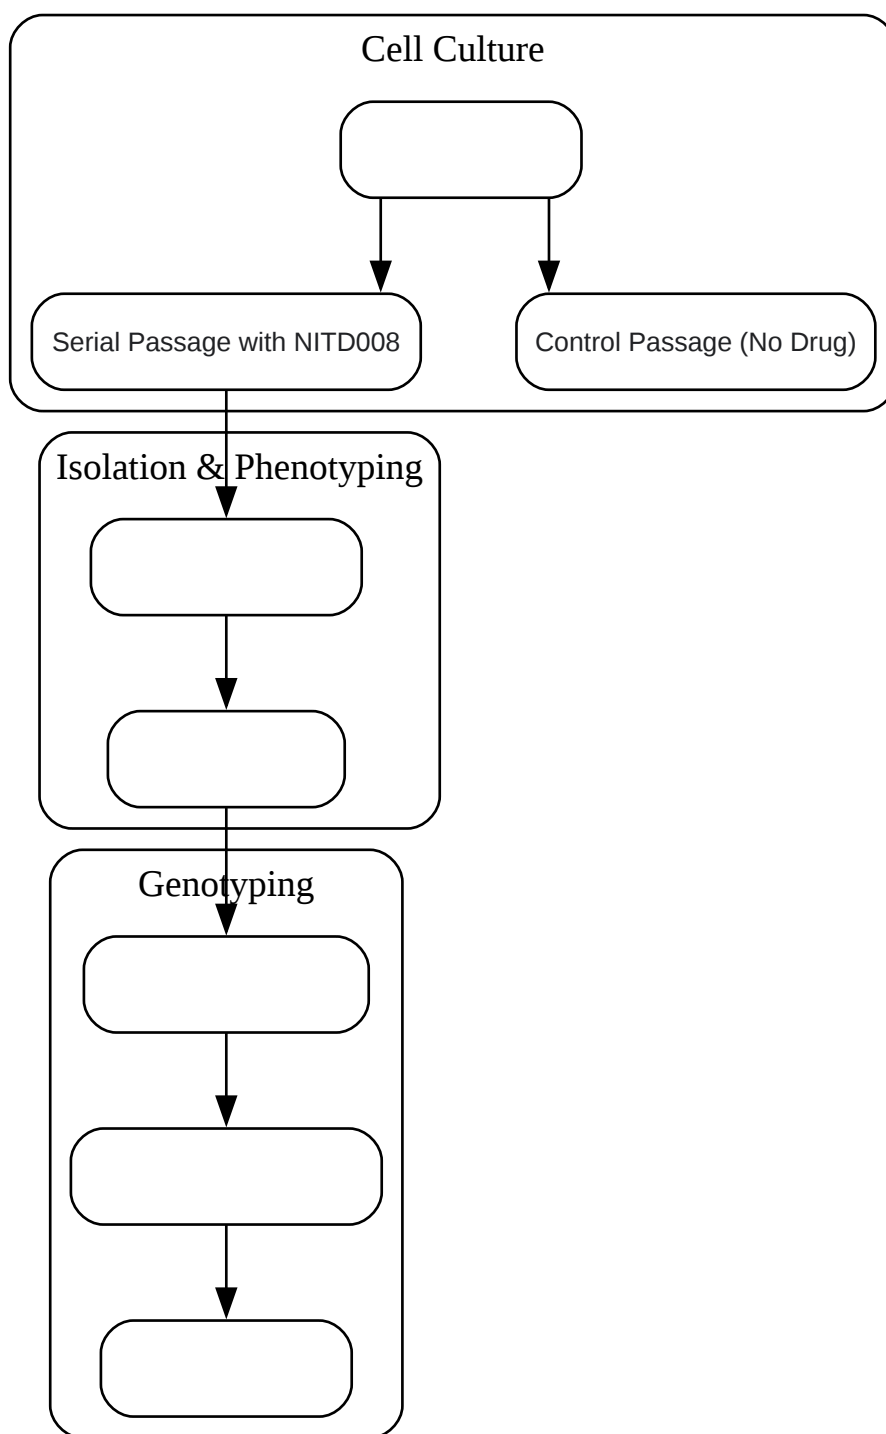 Cell Culture
Serial Passage with NITD008
Control Passage (No Drug)
Isolation & Phenotyping
Genotyping